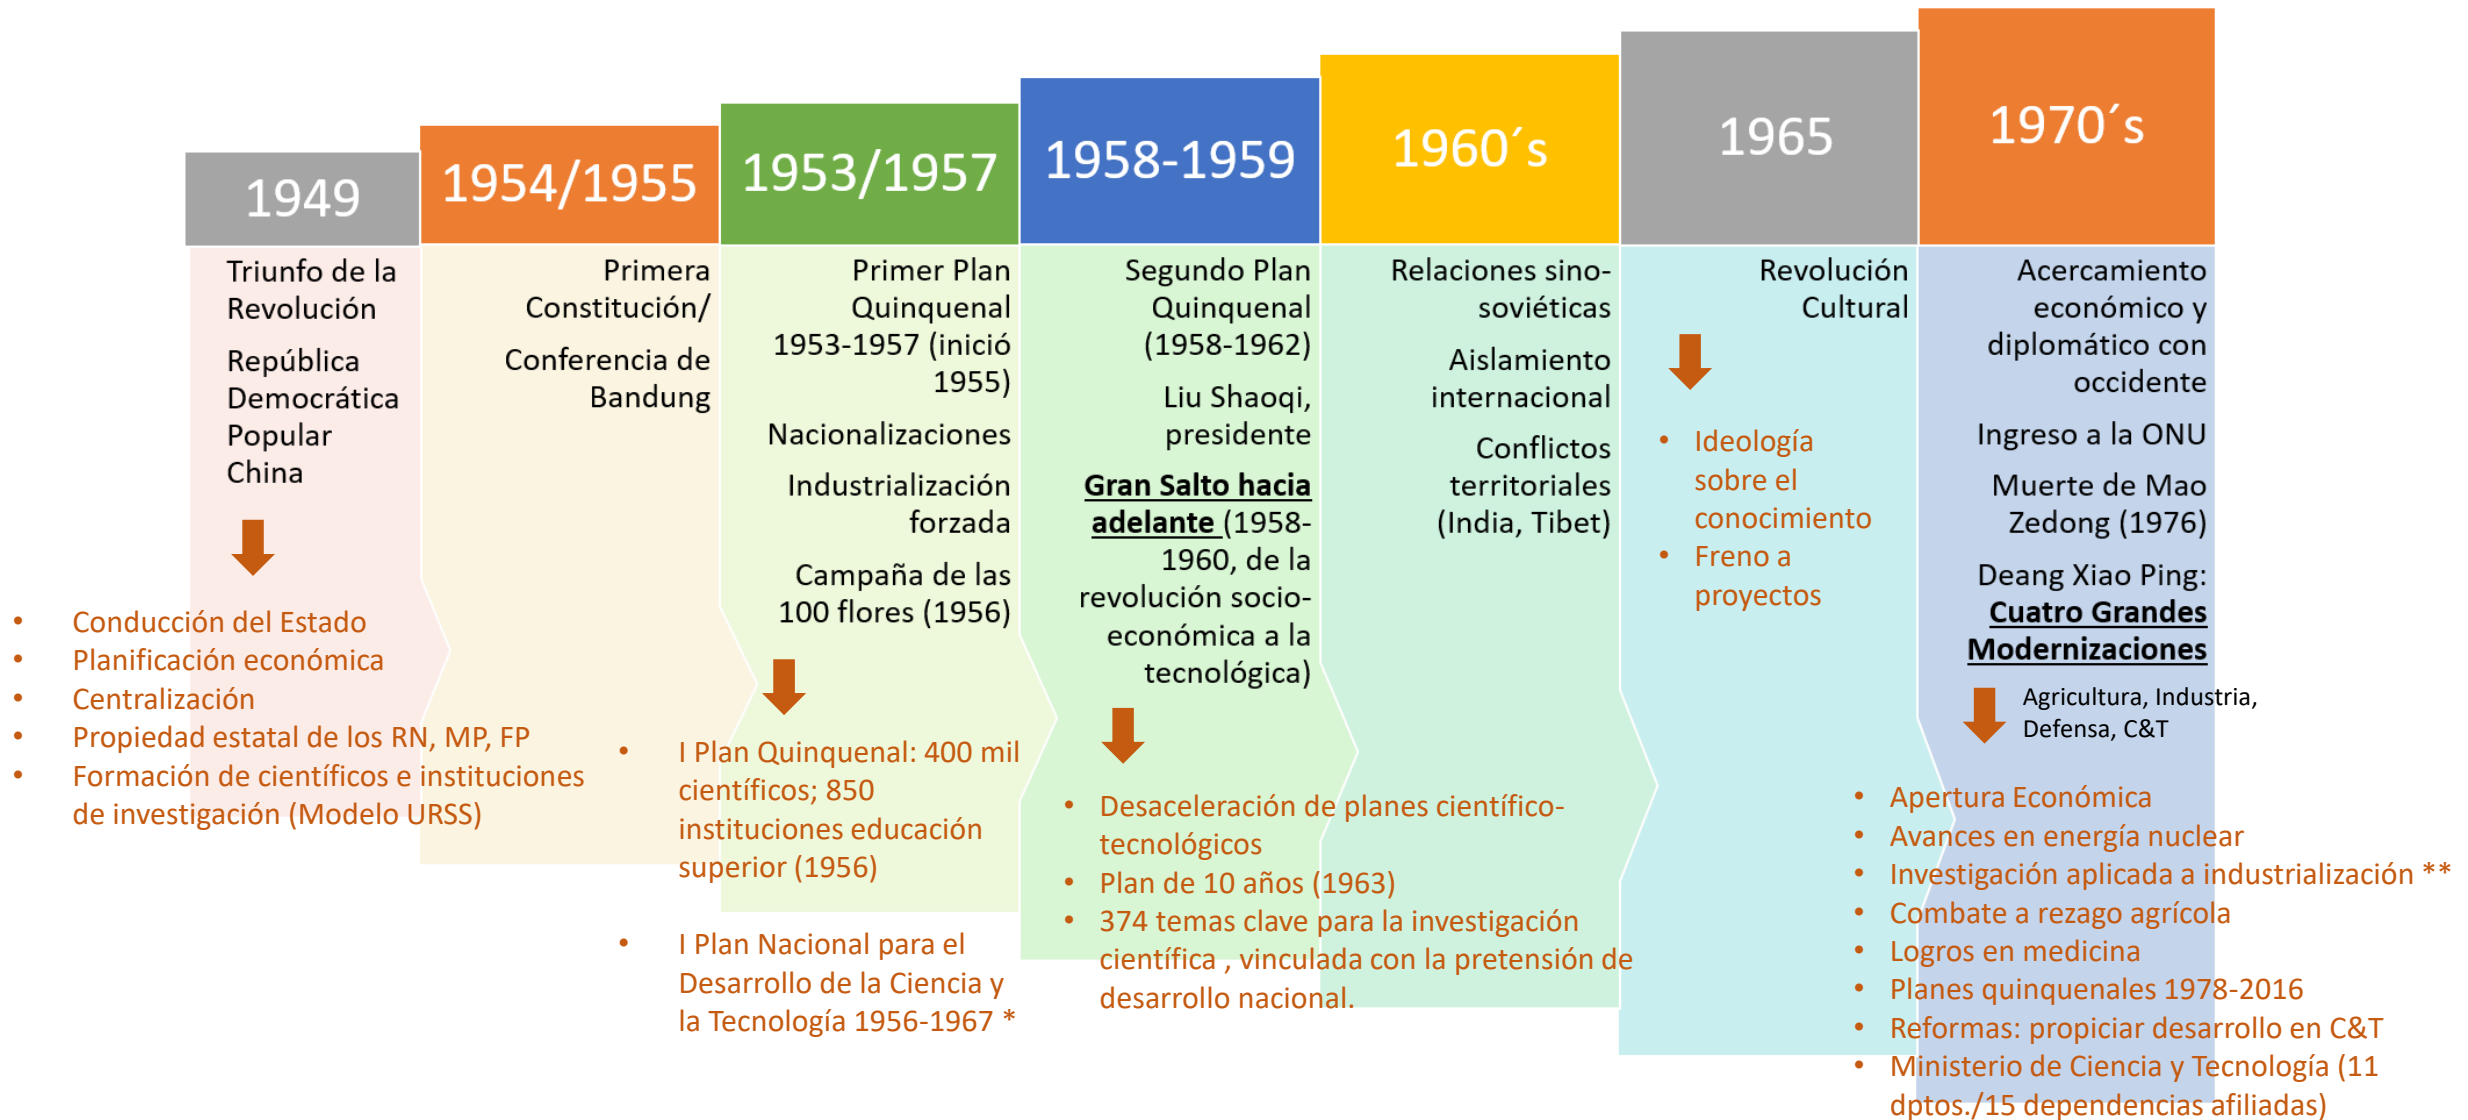 1949
Triunfo de la
Revolución
República
Democrática
Popular
China
• Conducción del Estado
• Planificación económica
• Centralización
• Propiedad estatal de los RN, MP, FP
• Formación de científicos e instituciones
de investigación (Modelo URSS)
1954/1955
Primera
Constitución/
Conferencia de
Bandung
1953/1957
Primer Plan
Quinquenal
1953-1957 (inició
1955)
Nacionalizaciones
Industrialización
forzada
Campaña de las
100 flores (1956)
• I Plan Quinquenal: 400 mil
científicos; 850
instituciones educación
superior (1956)
• I Plan Nacional para el
Desarrollo de la Ciencia y
la Tecnología 1956-1967 *
1958-1959
Segundo Plan
Quinquenal
(1958-1962)
Liu Shaoqi,
presidente
Gran Salto hacia
adelante (1958-
1960, de la
revolución socio-
económica a la
tecnológica)
• Desaceleración de planes científico-
tecnológicos
• Plan de 10 años (1963)
• 374 temas clave para la investigación
científica , vinculada con la pretensión de
desarrollo nacional.
1960´s
Relaciones sino-
soviéticas
Aislamiento
internacional
Conflictos
territoriales
(India, Tibet)
1965
Revolución
Cultural
• Ideología
sobre el
conocimiento
• Freno a
proyectos
1970´s
Acercamiento
económico y
diplomático con
occidente
Ingreso a la ONU
Muerte de Mao
Zedong (1976)
Deang Xiao Ping:
Cuatro Grandes
Modernizaciones
Agricultura, Industria,
Defensa, C&T
• Apertura Económica
• Avances en energía nuclear
• Investigación aplicada a industrialización **
• Combate a rezago agrícola
• Logros en medicina
• Planes quinquenales 1978-2016
• Reformas: propiciar desarrollo en C&T
• Ministerio de Ciencia y Tecnología (11
dptos./15 dependencias afiliadas)